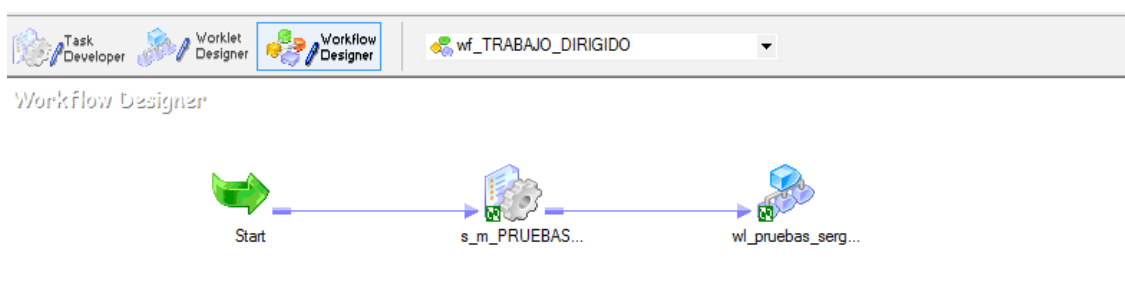 Task
Developer
Worklet
Designer
Workflow
Designer
wf_TRABAJO_DIRIGIDO
Workflow Designer
Start
s_m_PRUEBAS...
wl_pruebas_serg...